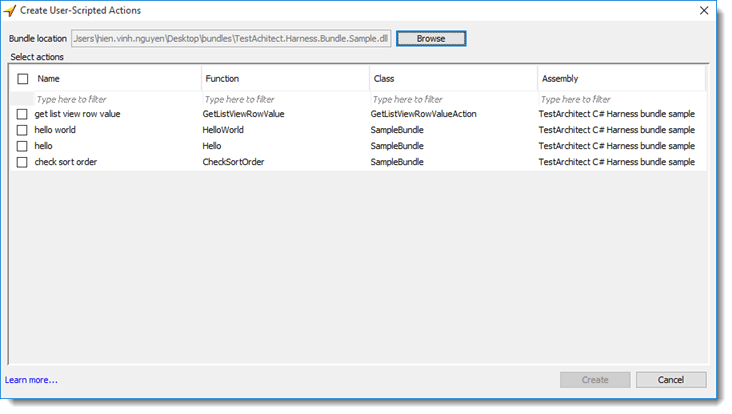 Create User-Scripted Actions
Bundle location Jsers\hien.vinh.nguyen\Desktop\bundles\TestAchitect.Harness.Bundle.Sample.dll Browse
Select actions
Name Function Class Assembly
Type here to filter Type here to filter Type here to filter Type here to filter
get list view row value GetListViewRowValue GetListViewRowValueAction TestArchitect C# Harness bundle sample
hello world HelloWorld SampleBundle TestArchitect C# Harness bundle sample
hello Hello SampleBundle TestArchitect C# Harness bundle sample
check sort order CheckSortOrder SampleBundle TestArchitect C# Harness bundle sample
Learn more... Create Cancel